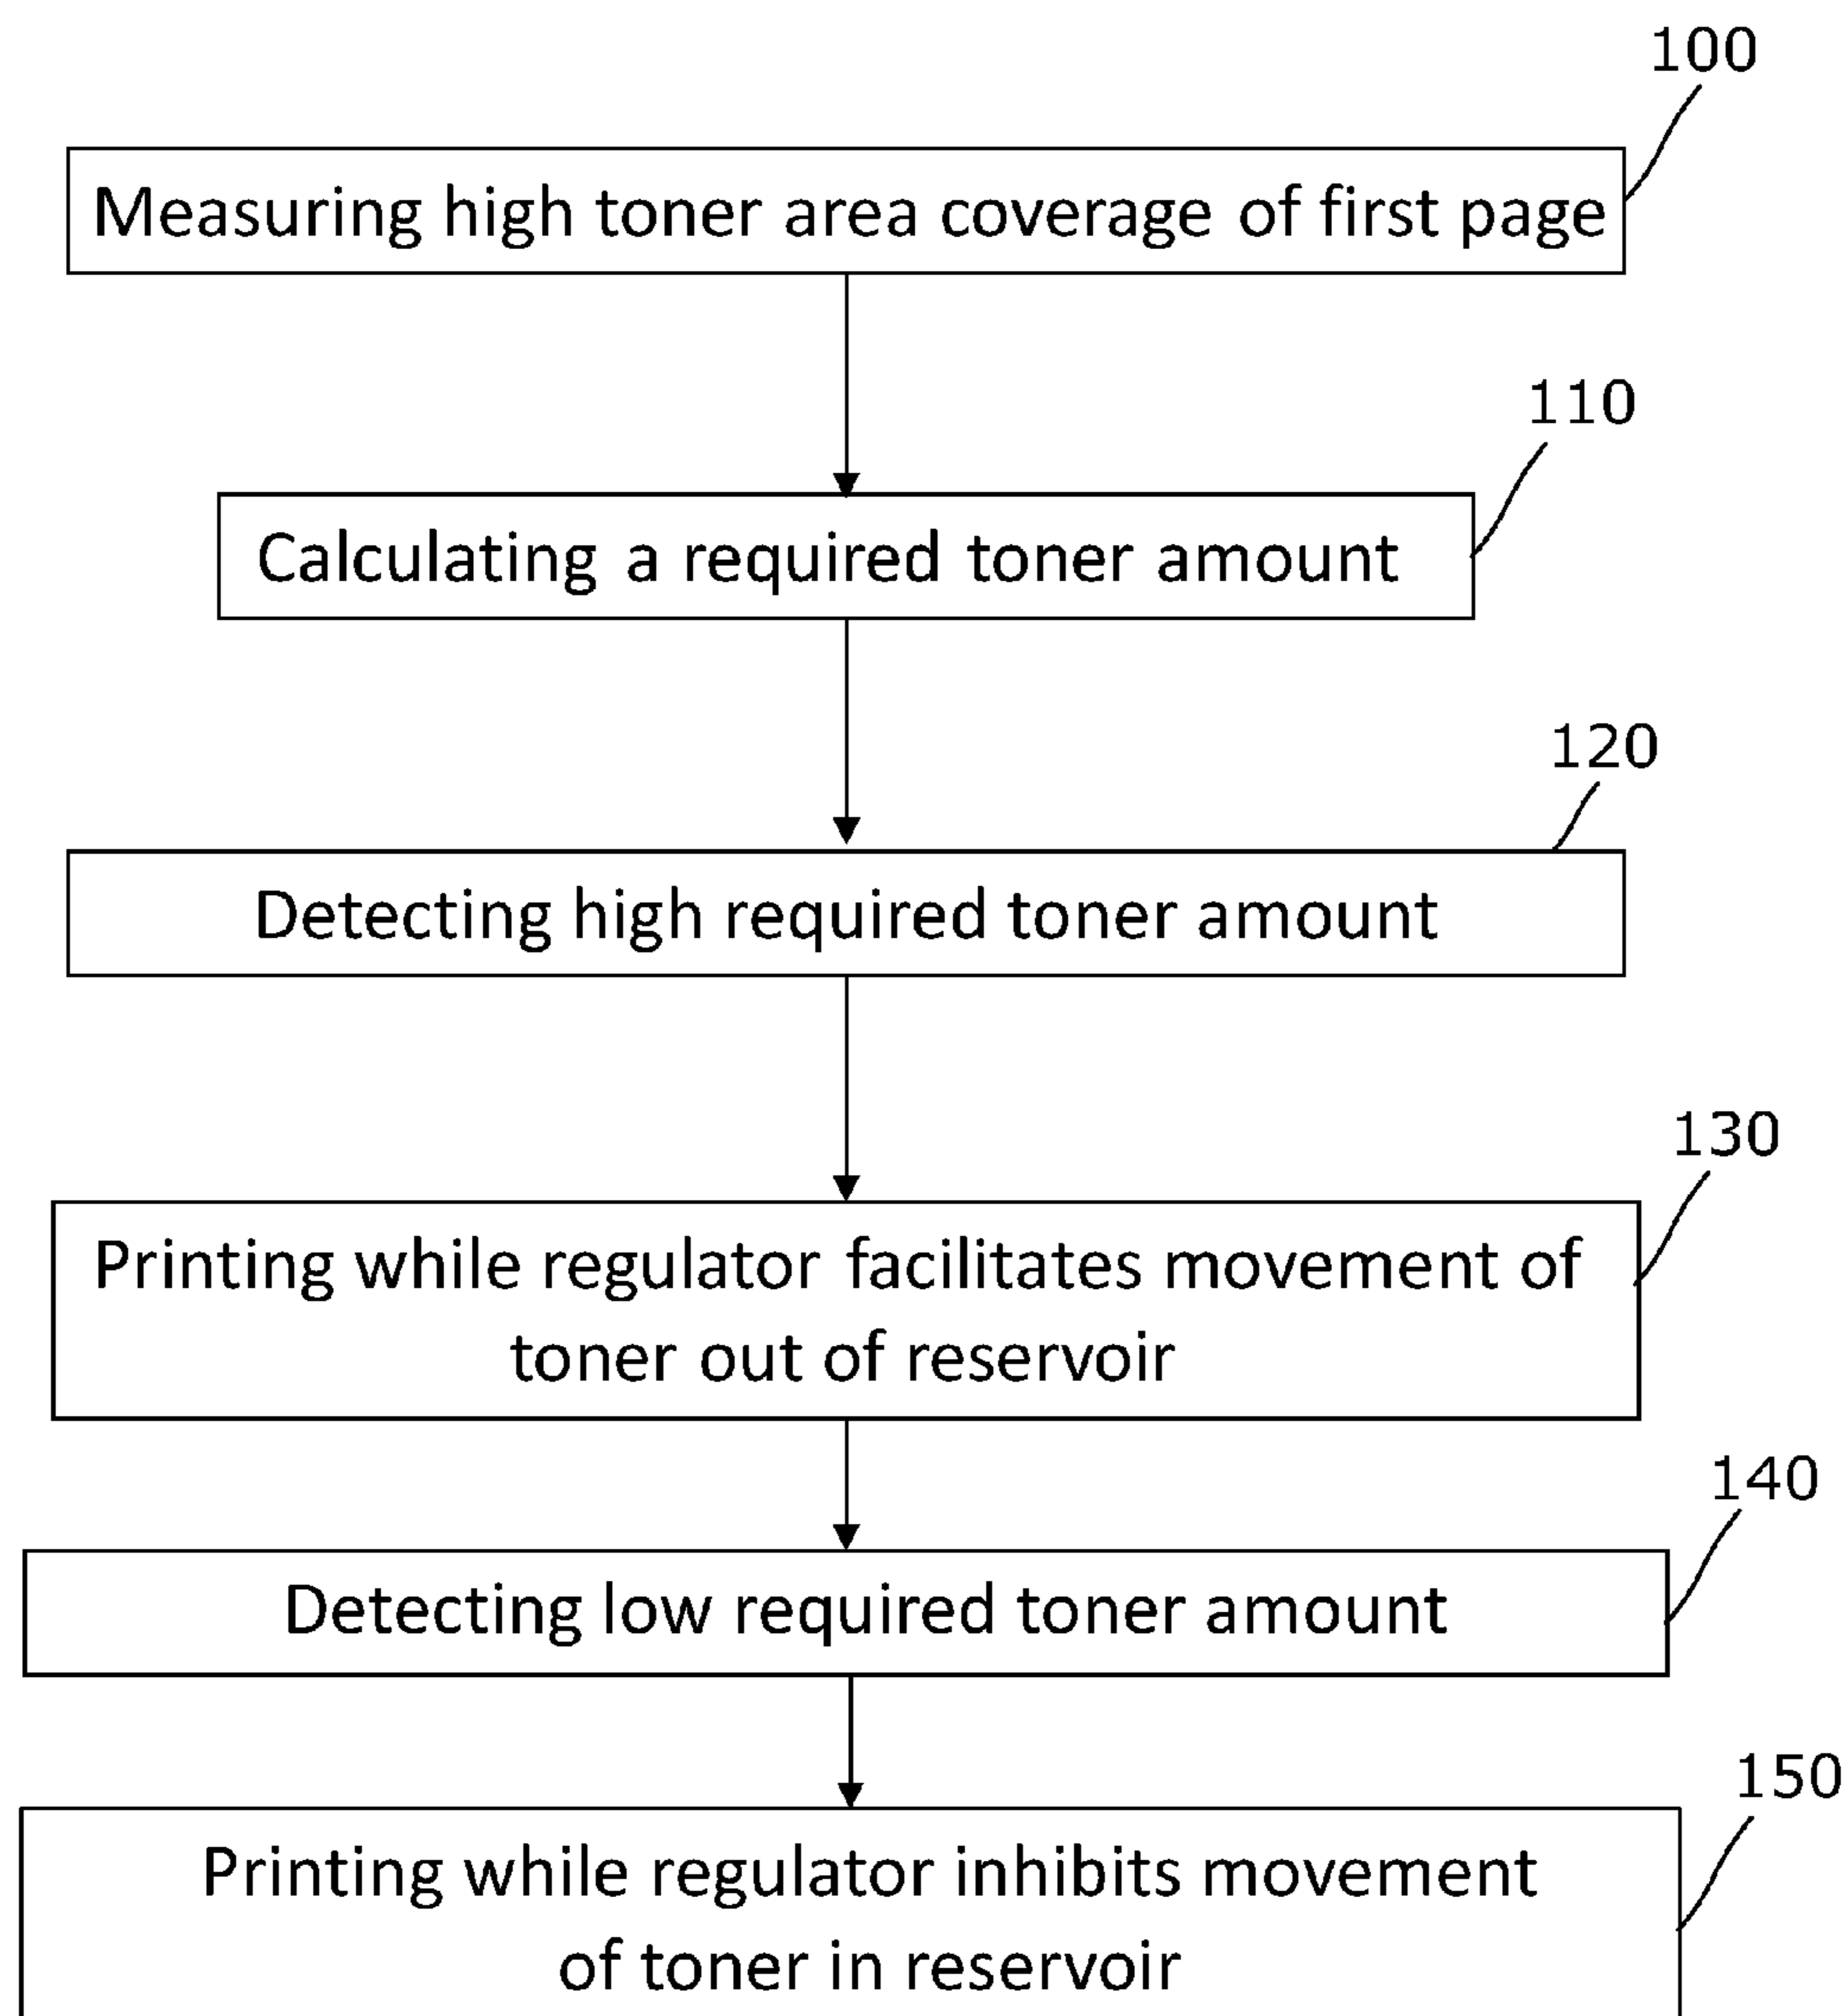 100
Measuring high toner area coverage of first page
110
Calculating a required toner amount
120
Detecting high required toner amount
130
Printing while regulator facilitates movement of
toner out of reservoir
140
Detecting low required toner amount
150
Printing while regulator inhibits movement
of toner in reservoir